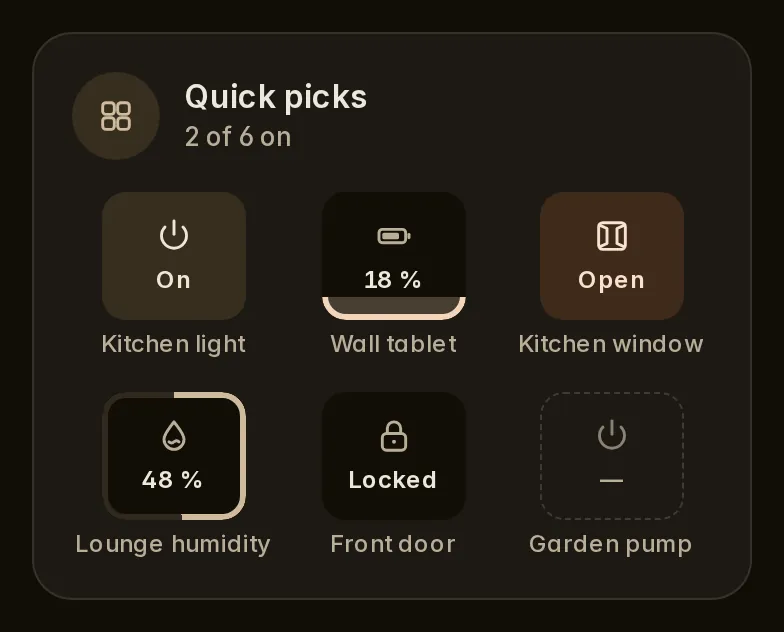 Quick picks
2 of 6 on
On
18 %
Open
Kitchen light
Wall tablet
Kitchen window
48 %
Locked
—
Lounge humidity
Front door
Garden pump